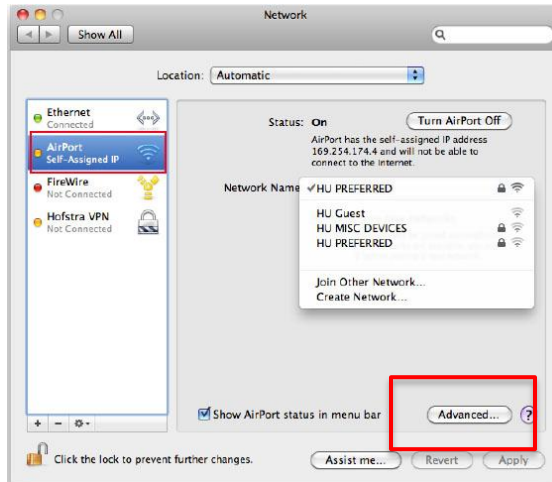 Network
Show All
Location: Automatic
Ethernet
Connected
AirPort
Self-Assigned IP
FireWire
Not Connected
Hofstra VPN
Not Connected
Status: On
Turn AirPort Off
AirPort has the self-assigned IP address
169.254.174.4 and will not be able to
connect to the Internet.
Network Name
✓HU PREFERRED
HU Guest
HU MISC DEVICES
HU PREFERRED
Join Other Network...
Create Network...
Show AirPort status in menu bar
Advanced...
?
+ −
Click the lock to prevent further changes.
Assist me...
Revert
Apply